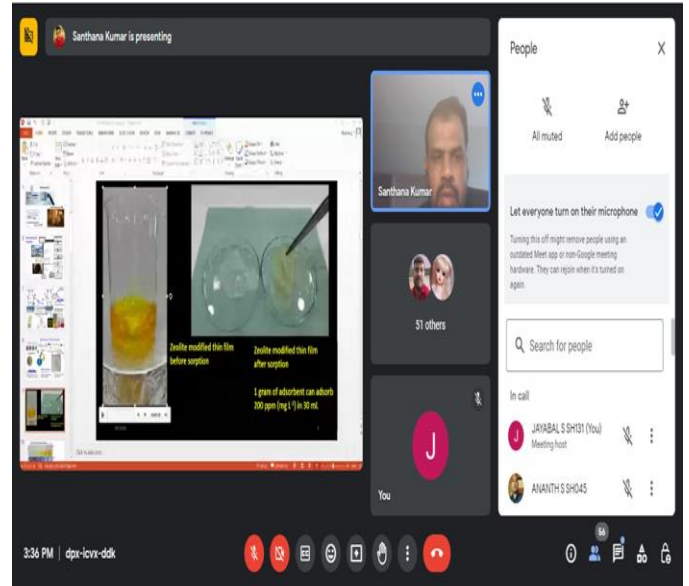 Santhana Kumar is presenting
Zeolite modified thin film
before sorption
Zeolite modified thin film
after sorption
1 gram of adsorbent can adsorb
200 ppm (mg L⁻¹) in 30 mL
Santhana Kumar
51 others
J
You
People
All muted
Add people
Let everyone turn on their microphone
Turning this off might remove people using an
outdated Meet app or non-Google meeting
hardware. They can rejoin when it's turned on
again.
Search for people
In call
J
JAYABAL S SH131 (You)
Meeting host
ANANTH S SH045
3:36 PM | dpx-icvx-ddk
56